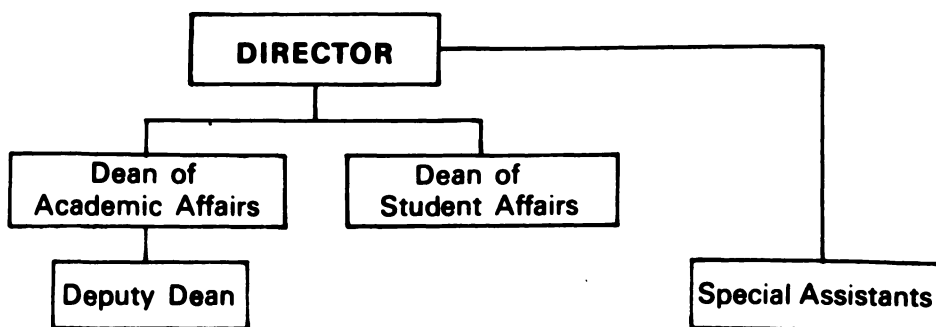 DIRECTOR
Dean of
Academic Affairs
Dean of
Student Affairs
Deputy Dean
Special Assistants